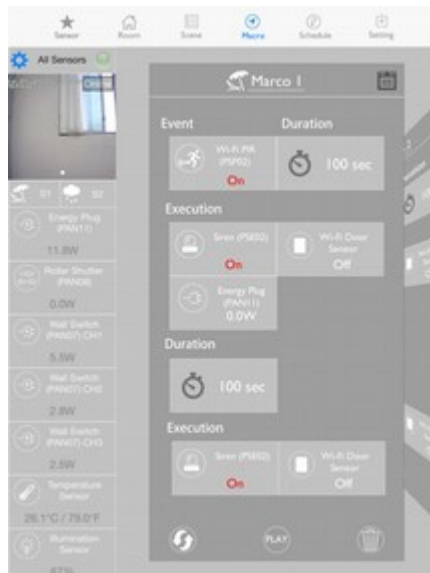 Sensor
Room
Scene
Macro
Schedule
Setting
All Sensors
S1
S2
Energy Plug
(PAN11)
11.8W
Roller Shutter
(PAN08)
0.0W
Wall Switch
(PAN07) CH1
5.5W
Wall Switch
(PAN07) CH2
2.8W
Wall Switch
(PAN07) CH3
2.5W
Temperature
Sensor
26.1°C / 79.0°F
Illumination
Sensor
67%
Marco 1
Event
Duration
Wi-Fi PIR
(PSP02)
On
100 sec
Execution
Siren (PSE02)
On
Wi-Fi Door
Sensor
Off
Energy Plug
(PAN11)
0.0W
Duration
100 sec
Execution
Siren (PSE02)
On
Wi-Fi Door
Sensor
Off
PLAY